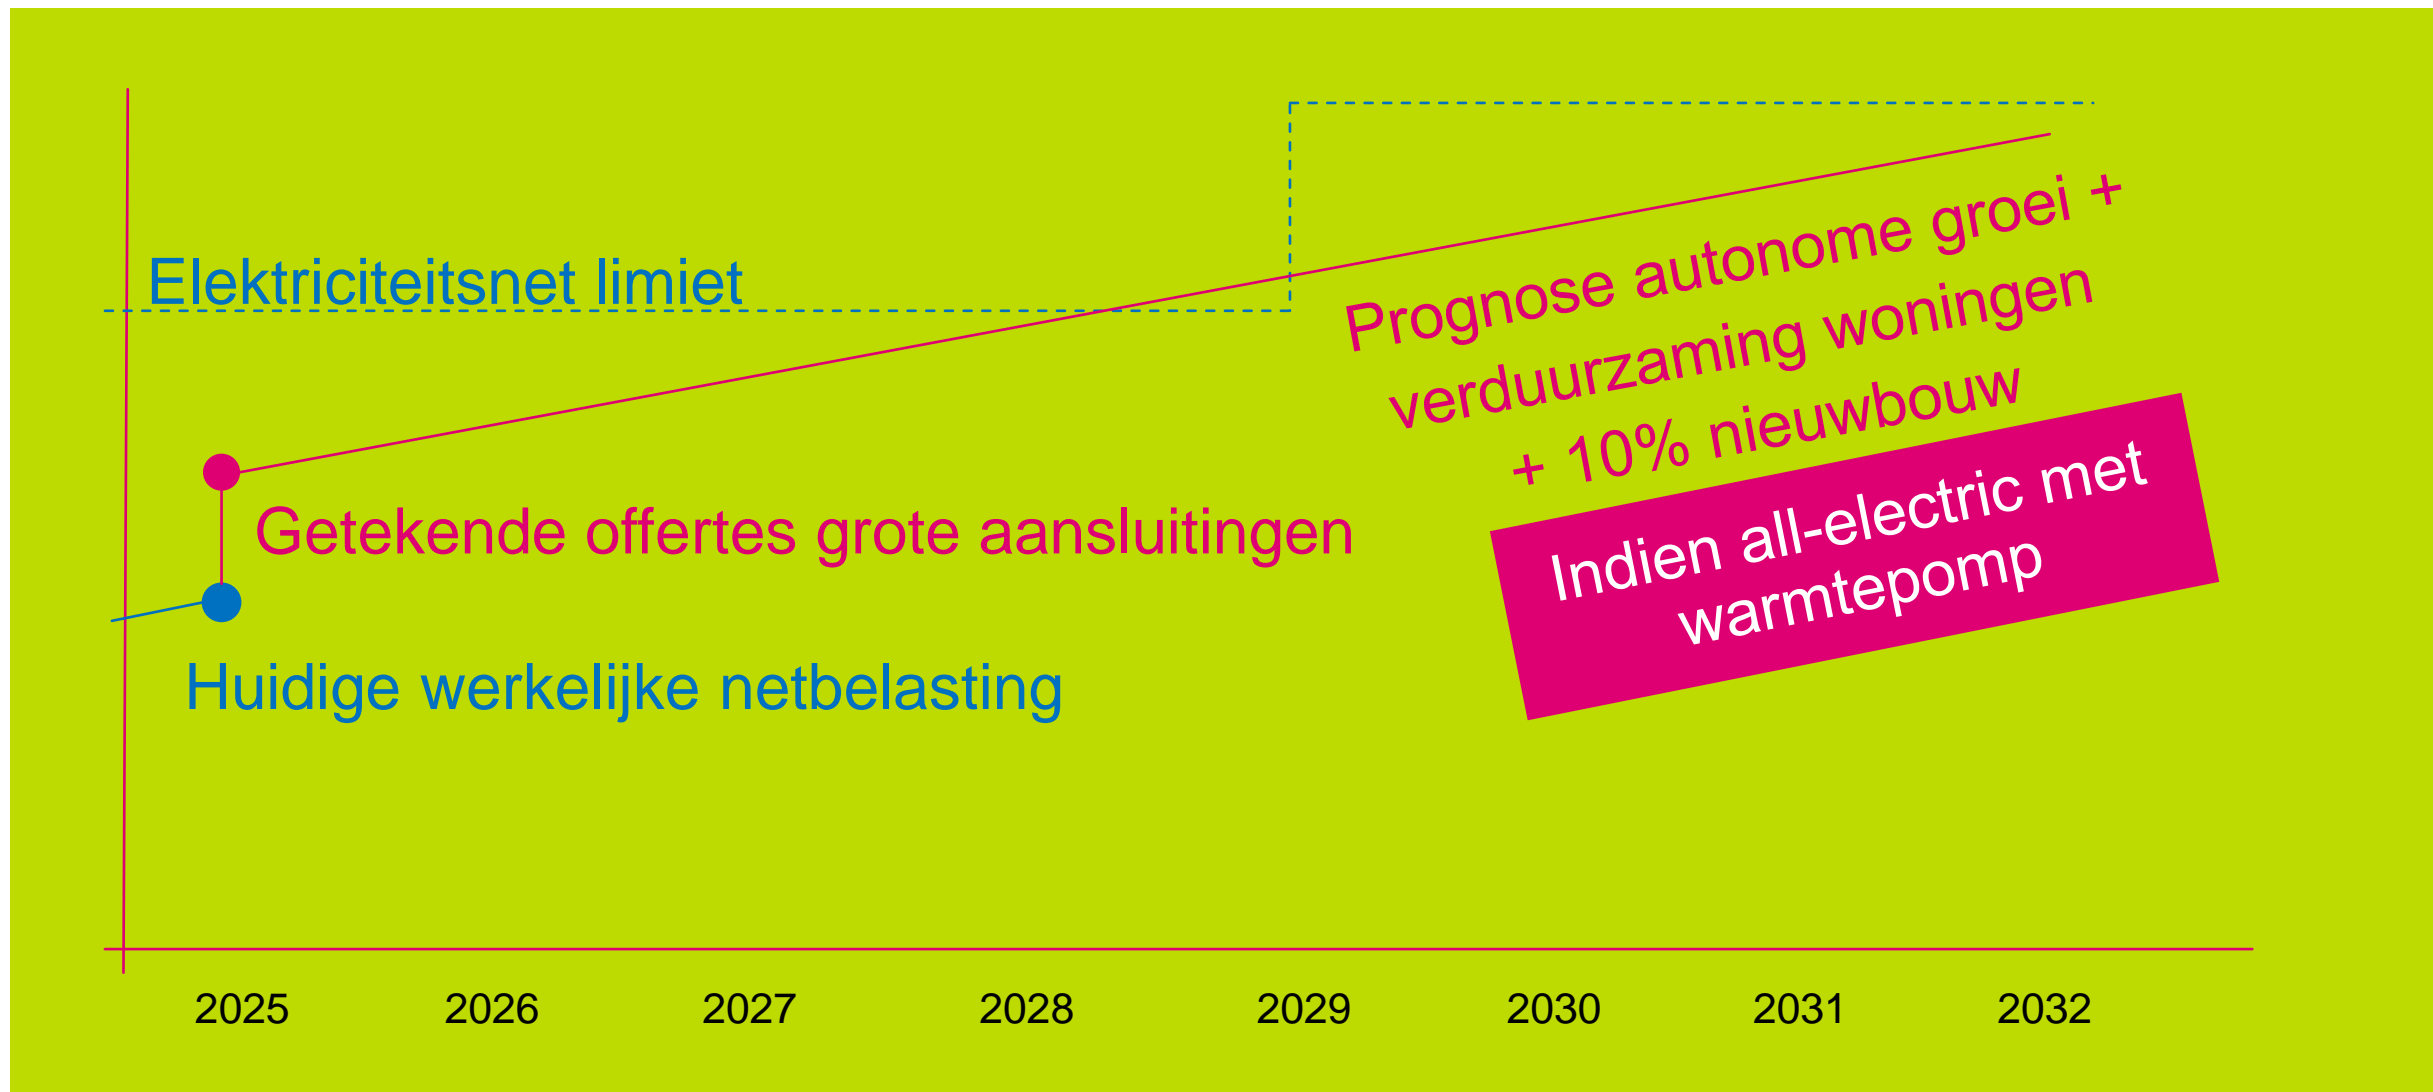 Elektriciteitsnet limiet
Prognose autonome groei +
verduurzaming woningen
+ 10% nieuwbouw
Indien all-electric met
warmtepomp
Getekende offertes grote aansluitingen
Huidige werkelijke netbelasting
2025 2026 2027 2028 2029 2030 2031 2032